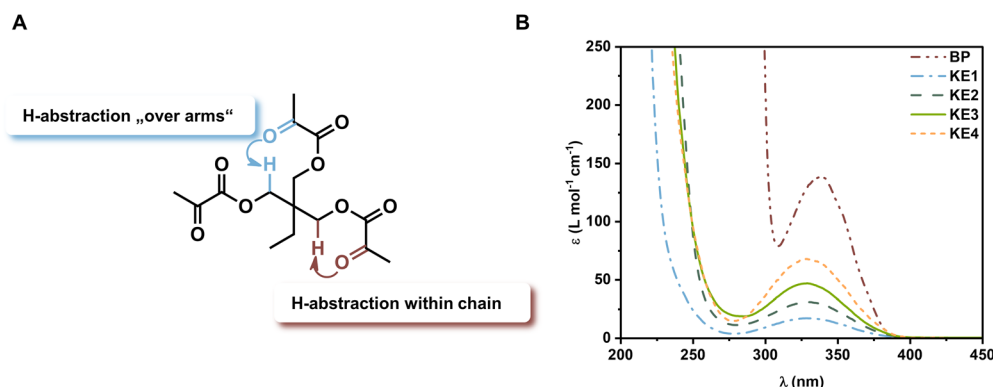 A
H-abstraction „over arms“
O
O
H
O
O
O
O
O
O
H
O
H-abstraction within chain
B
250
200
150
100
50
0
ε (L mol-1 cm-1)
BP
KE1
KE2
KE3
KE4
200 250 300 350 400 450
λ (nm)